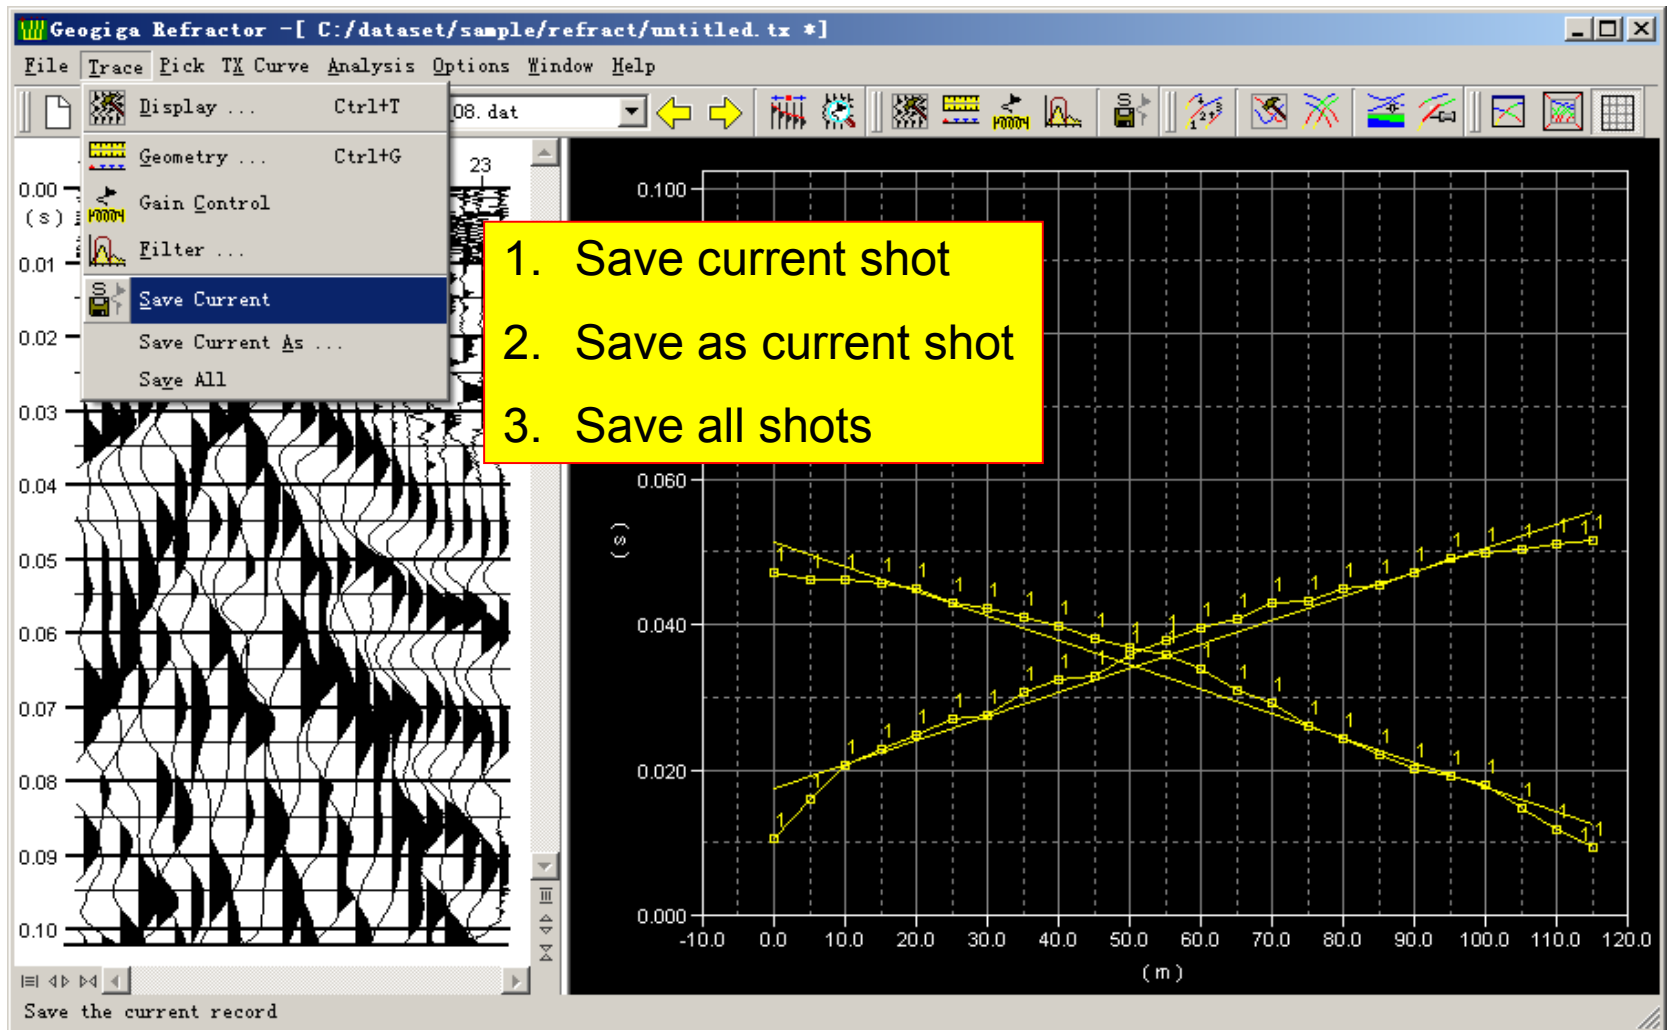 Geogiga Refractor -[ C:/dataset/sample/refract/untitled.tx *]
File Trace Pick TX Curve Analysis Options Window Help
Display ... Ctrl+T
08.dat
Geometry ... Ctrl+G
Gain Control
Filter ...
Save Current
Save Current As ...
Save All
23
0.00
(s)
0.01
0.02
0.03
0.04
0.05
0.06
0.07
0.08
0.09
0.10
1. Save current shot
2. Save as current shot
3. Save all shots
0.100
0.060
(s)
0.040
0.020
0.000
-10.0 0.0 10.0 20.0 30.0 40.0 50.0 60.0 70.0 80.0 90.0 100.0 110.0 120.0
(m)
Save the current record